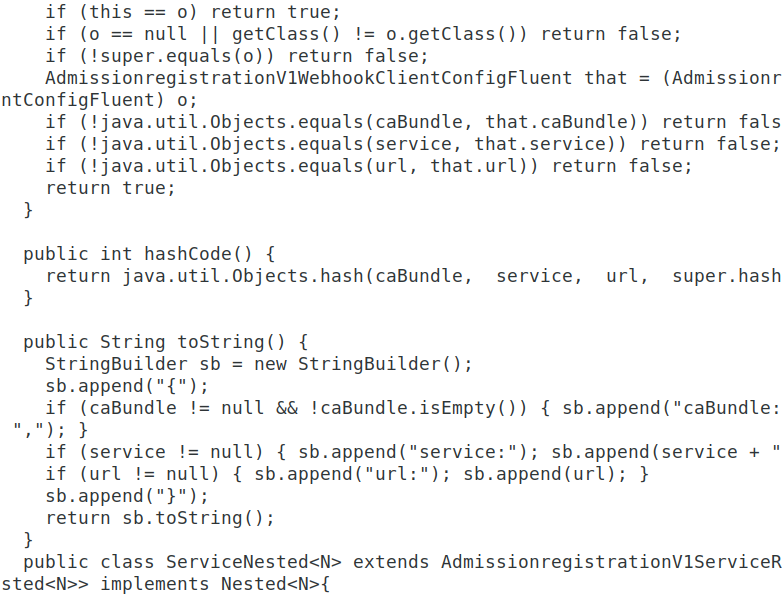 if (this == o) return true;
    if (o == null || getClass() != o.getClass()) return false;
    if (!super.equals(o)) return false;
    AdmissionregistrationV1WebhookClientConfigFluent that = (Admissionr
ntConfigFluent) o;
    if (!java.util.Objects.equals(caBundle, that.caBundle)) return fals
    if (!java.util.Objects.equals(service, that.service)) return false;
    if (!java.util.Objects.equals(url, that.url)) return false;
    return true;
  }

  public int hashCode() {
    return java.util.Objects.hash(caBundle,  service,  url,  super.hash
  }

  public String toString() {
    StringBuilder sb = new StringBuilder();
    sb.append("{");
    if (caBundle != null && !caBundle.isEmpty()) { sb.append("caBundle:
 ","); }
    if (service != null) { sb.append("service:"); sb.append(service + "
    if (url != null) { sb.append("url:"); sb.append(url); }
    sb.append("}");
    return sb.toString();
  }
  public class ServiceNested<N> extends AdmissionregistrationV1ServiceR
sted<N>> implements Nested<N>{